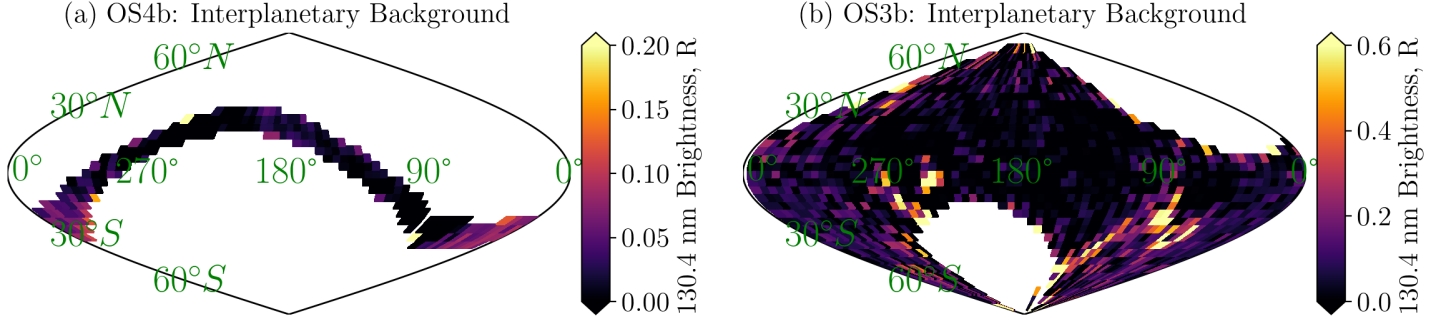 (a) OS4b: Interplanetary Background
60°N
30°N
0°
270°
180°
90°
0°
30°S
60°S
0.20
0.15
0.10
0.05
0.00
130.4 nm Brightness, R
(b) OS3b: Interplanetary Background
60°N
30°N
0°
270°
180°
90°
0°
30°S
60°S
0.6
0.4
0.2
0.0
130.4 nm Brightness, R